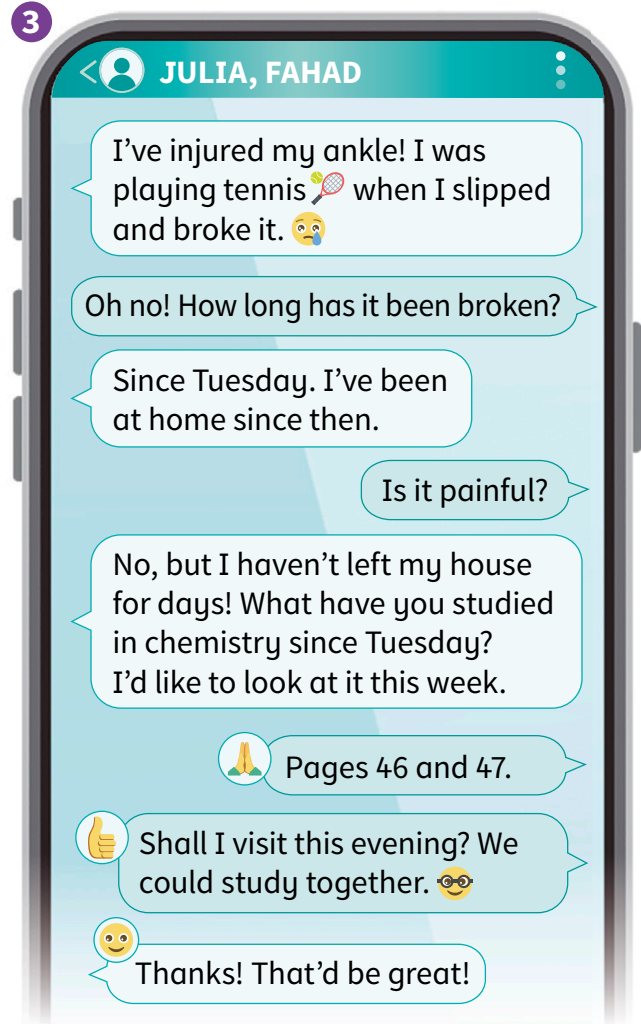 3
JULIA, FAHAD
I've injured my ankle! I was
playing tennis🎾 when I slipped
and broke it. 😢
Oh no! How long has it been broken?
Since Tuesday. I've been
at home since then.
Is it painful?
No, but I haven't left my house
for days! What have you studied
in chemistry since Tuesday?
I'd like to look at it this week.
Pages 46 and 47.
Shall I visit this evening? We
could study together. 🤓
Thanks! That'd be great!